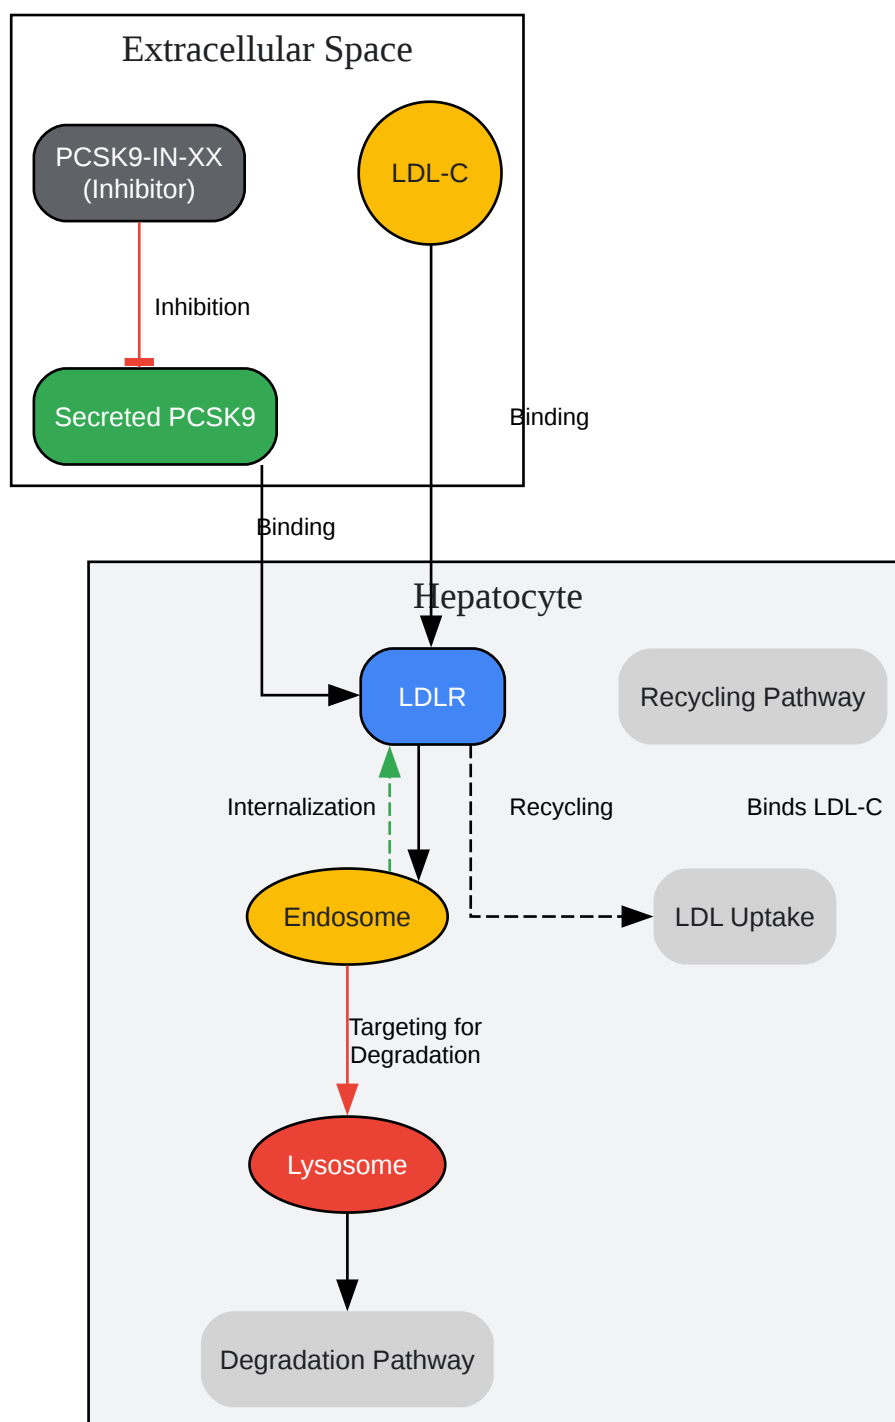 Extracellular Space
PCSK9-IN-XX
(Inhibitor)
LDL-C
Inhibition
Secreted PCSK9
Binding
Binding
Hepatocyte
LDLR
Recycling Pathway
Internalization
Recycling
Binds LDL-C
Endosome
LDL Uptake
Targeting for
Degradation
Lysosome
Degradation Pathway